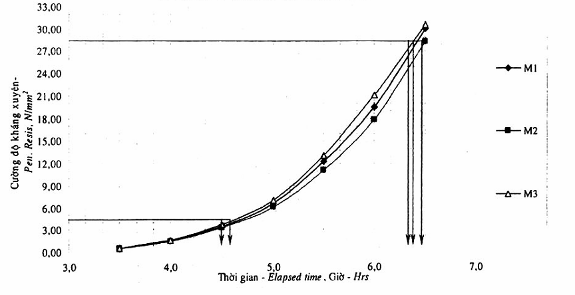 33,00
30,00
27,00
24,00
21,00
18,00
15,00
12,00
9,00
6,00
3,00
0,00
Cường độ kháng xuyên-
Pen. Resis, N/mm²
3,0 4,0 5,0 6,0 7,0
Thời gian - Elapsed time, Giờ - Hrs
M1
M2
M3